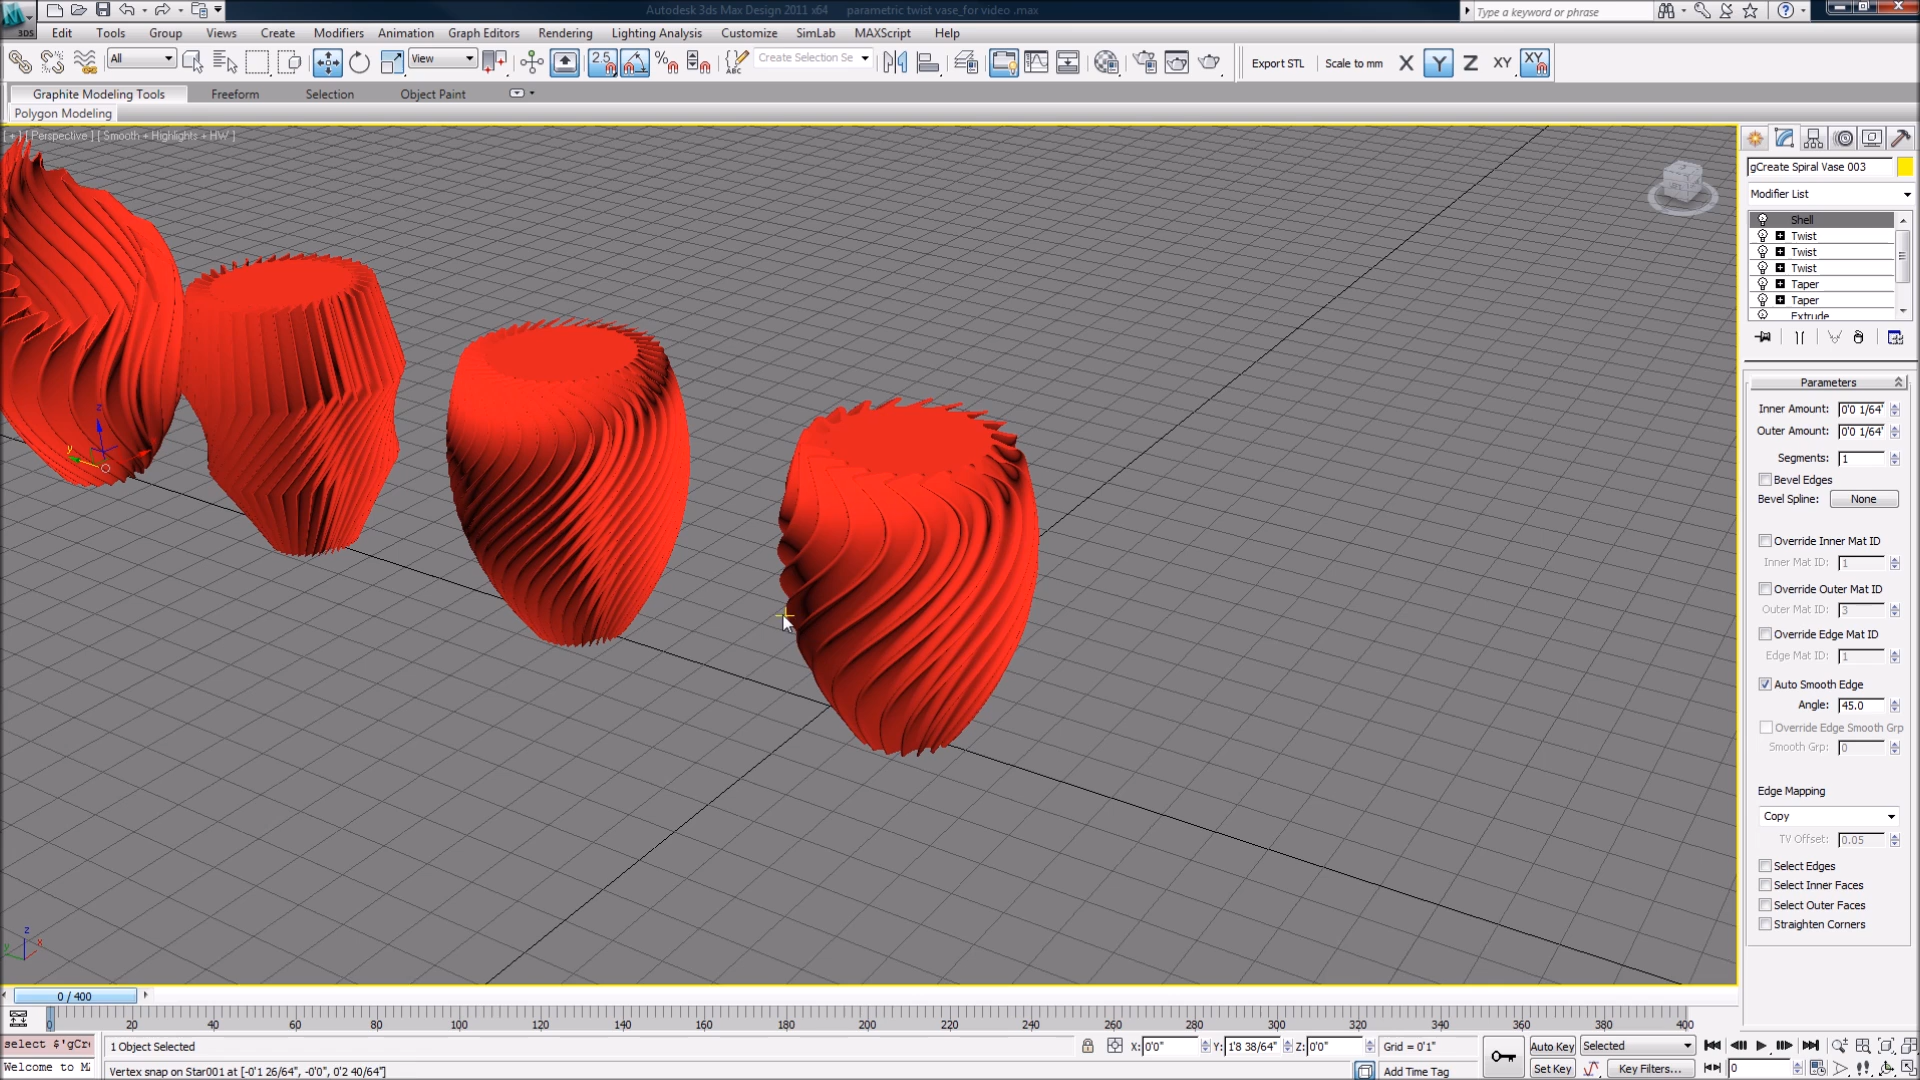 Autodesk 3ds Max Design 2011 x64 parametric twist vase_for video .max
Type a keyword or phrase
3DS
Edit Tools Group Views Create Modifiers Animation Graph Editors Rendering Lighting Analysis Customize SimLab MAXScript Help
All View 2.5 ABC Create Selection Se Export STL Scale to mm X Y Z XY XY
Graphite Modeling Tools Freeform Selection Object Paint
Polygon Modeling
[ + ] [ Perspective ] [ Smooth + Highlights + HW ]
gCreate Spiral Vase 003
Modifier List
Shell
Twist
Twist
Twist
Taper
Taper
Extrude
Parameters
Inner Amount: 0'0 1/64"
Outer Amount: 0'0 1/64"
Segments: 1
Bevel Edges
Bevel Spline: None
Override Inner Mat ID
Inner Mat ID: 1
Override Outer Mat ID
Outer Mat ID: 3
Override Edge Mat ID
Edge Mat ID: 1
Auto Smooth Edge
Angle: 45.0
Override Edge Smooth Grp
Smooth Grp: 0
Edge Mapping
Copy
TV Offset: 0.05
Select Edges
Select Inner Faces
Select Outer Faces
Straighten Corners
z
y
z
y x
0 / 400
0 20 40 60 80 100 120 140 160 180 200 220 240 260 280 300 320 340 360 380 400
select $'gCr
1 Object Selected X: 0'0" Y: 1'8 38/64" Z: 0'0" Grid = 0'1" Auto Key Selected
Welcome to M
Vertex snap on Star001 at [-0'1 26/64", -0'0", 0'2 40/64"] Add Time Tag Set Key Key Filters... 0